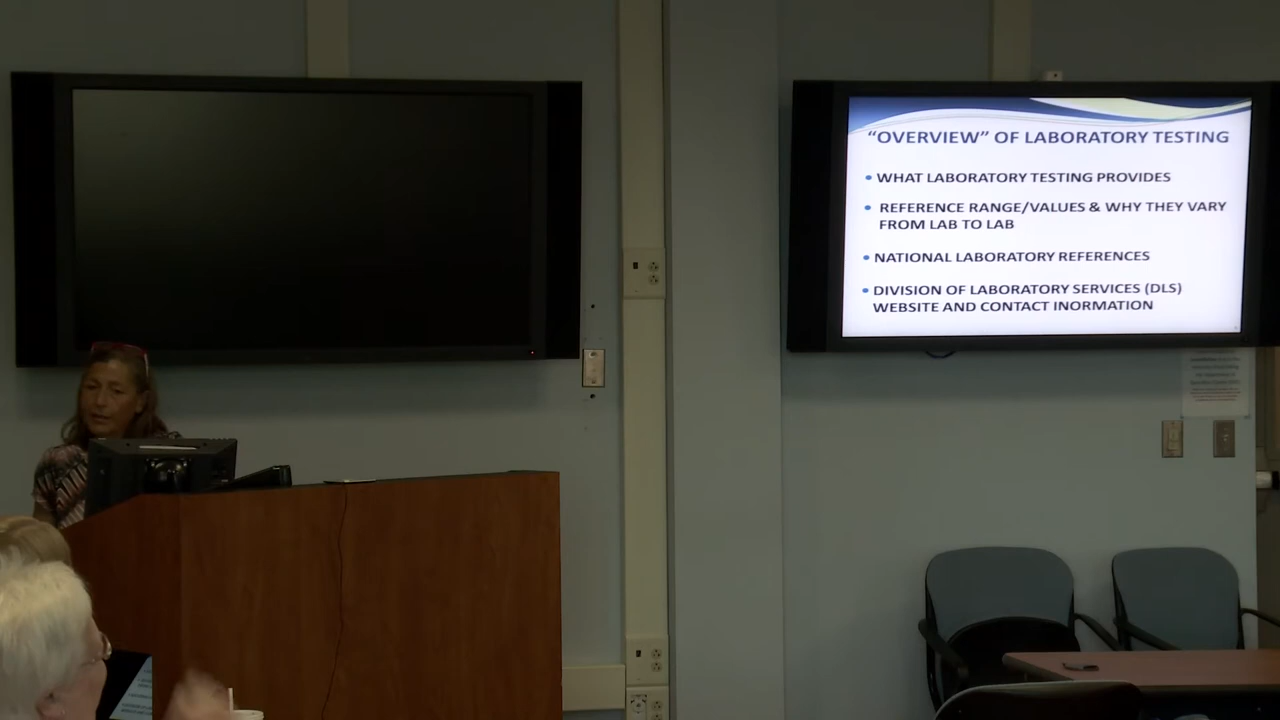 “OVERVIEW” OF LABORATORY TESTING
• WHAT LABORATORY TESTING PROVIDES
• REFERENCE RANGE/VALUES & WHY THEY VARY
FROM LAB TO LAB
• NATIONAL LABORATORY REFERENCES
• DIVISION OF LABORATORY SERVICES (DLS)
WEBSITE AND CONTACT INORMATION